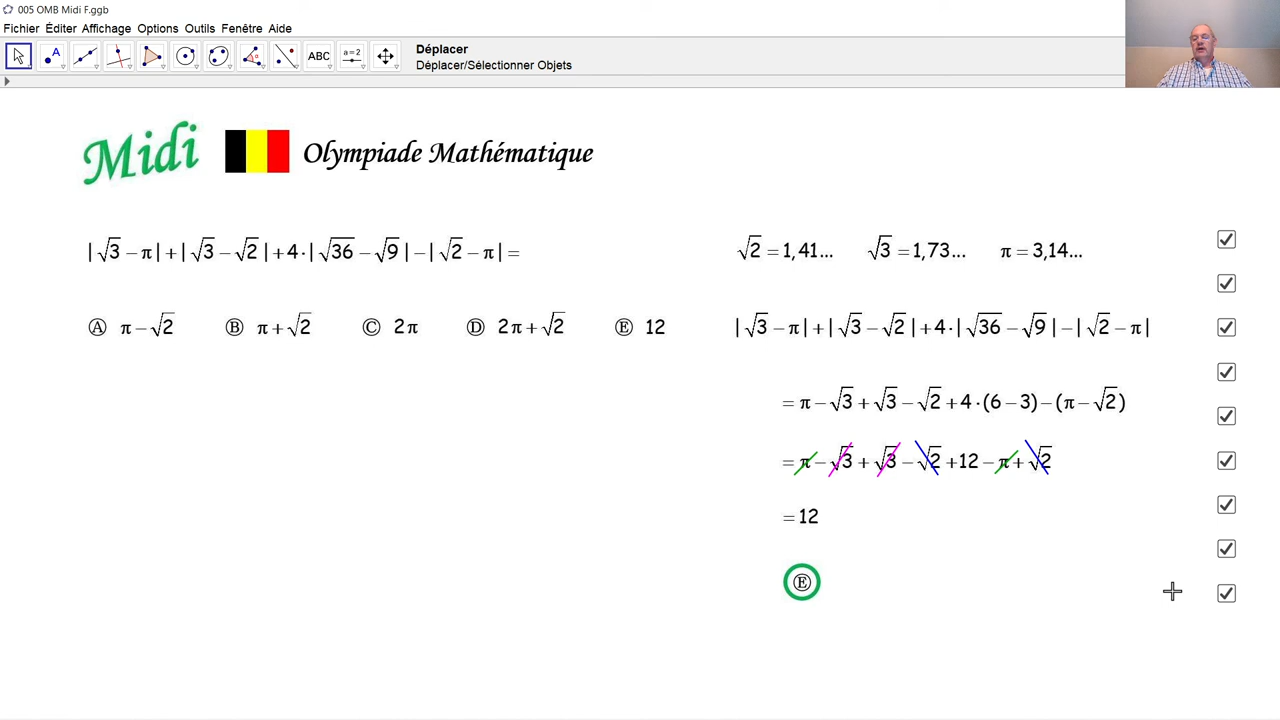 005 OMB Midi F.ggb
Fichier Éditer Affichage Options Outils Fenêtre Aide
A ABC a=2 Déplacer
Déplacer/Sélectionner Objets
Midi Olympiade Mathématique
|√3 − π| + |√3 − √2| + 4·|√36 − √9| − |√2 − π| =
Ⓐ π − √2 Ⓑ π + √2 Ⓒ 2π Ⓓ 2π + √2 Ⓔ 12
√2 = 1,41... √3 = 1,73... π = 3,14...
|√3 − π| + |√3 − √2| + 4·|√36 − √9| − |√2 − π|
= π − √3 + √3 − √2 + 4·(6 − 3) − (π − √2)
= π − √3 + √3 − √2 + 12 − π + √2
= 12
Ⓔ